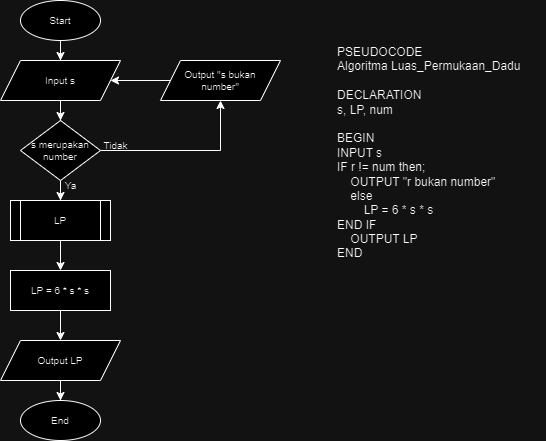 Start
Input s
Output "s bukan
number"
s merupakan
number
Tidak
Ya
LP
LP = 6 * s * s
Output LP
End
PSEUDOCODE
Algoritma Luas_Permukaan_Dadu
DECLARATION
s, LP, num
BEGIN
INPUT s
IF r != num then;
OUTPUT "r bukan number"
else
LP = 6 * s * s
END IF
OUTPUT LP
END